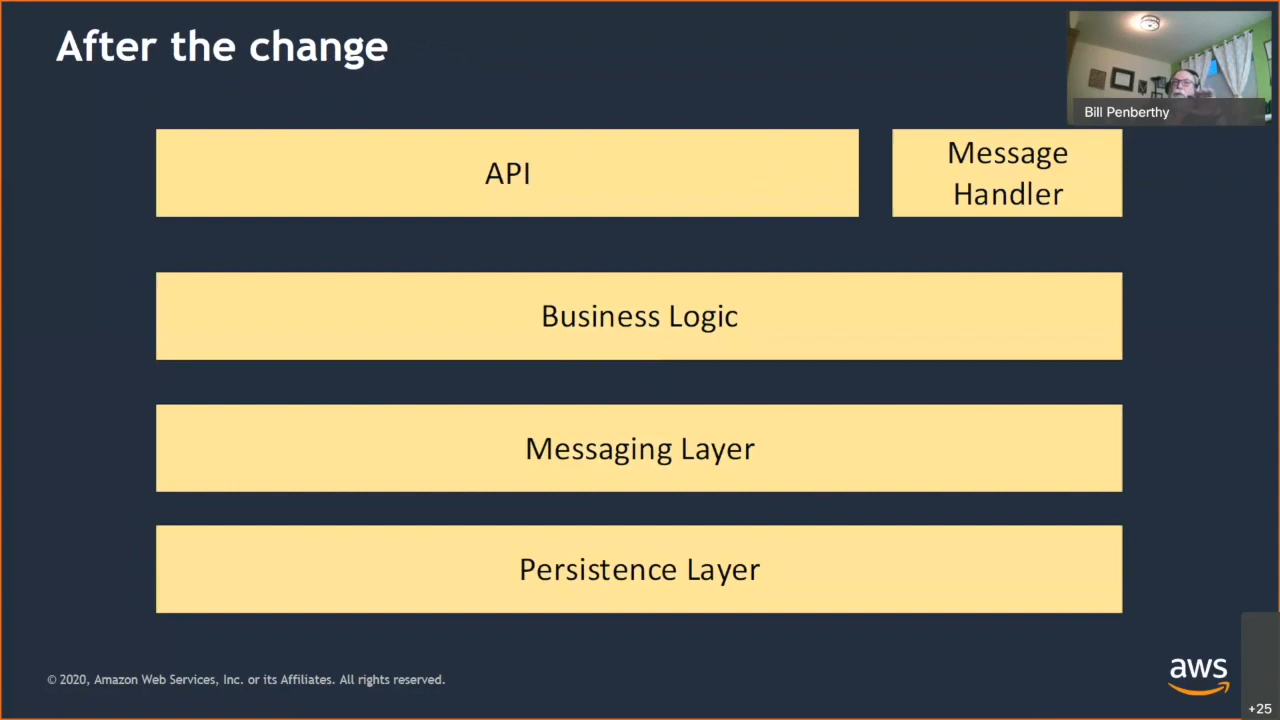 After the change
Bill Penberthy
API
Message
Handler
Business Logic
Messaging Layer
Persistence Layer
© 2020, Amazon Web Services, Inc. or its Affiliates. All rights reserved.
aws
+25